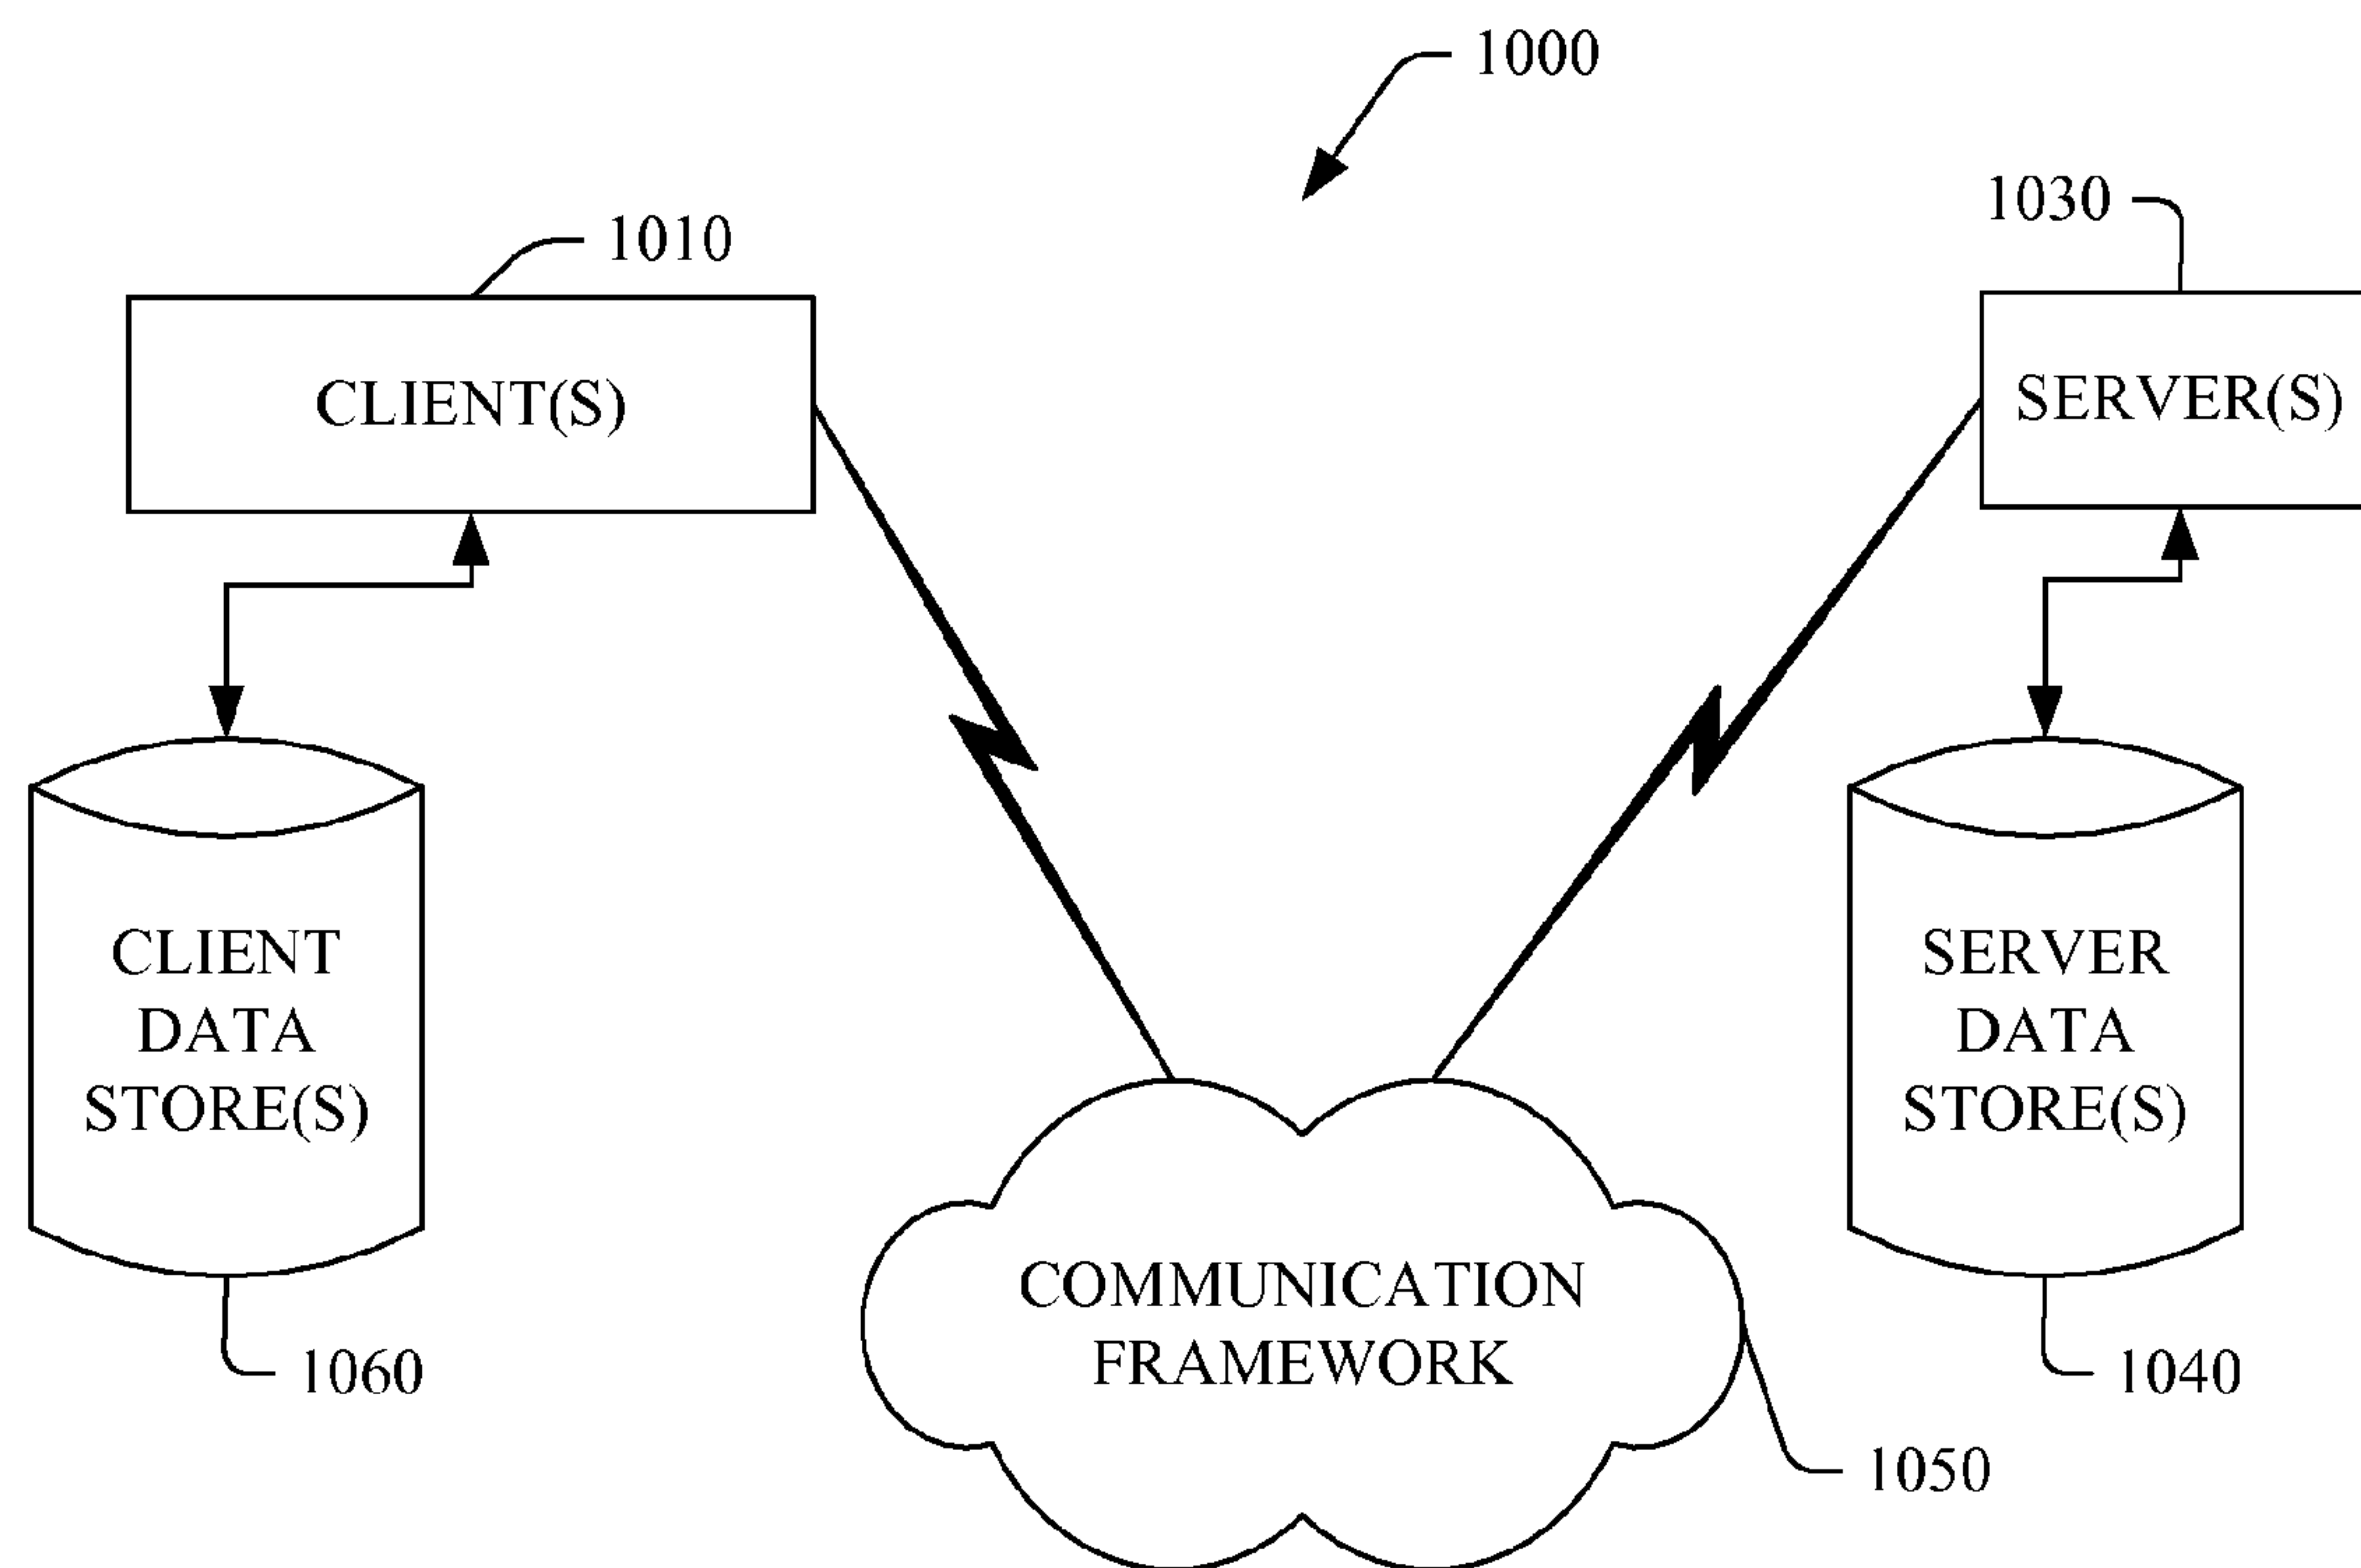 1000
1030
1010
CLIENT(S)
SERVER(S)
CLIENT
DATA
STORE(S)
SERVER
DATA
STORE(S)
COMMUNICATION
FRAMEWORK
1060
1040
1050